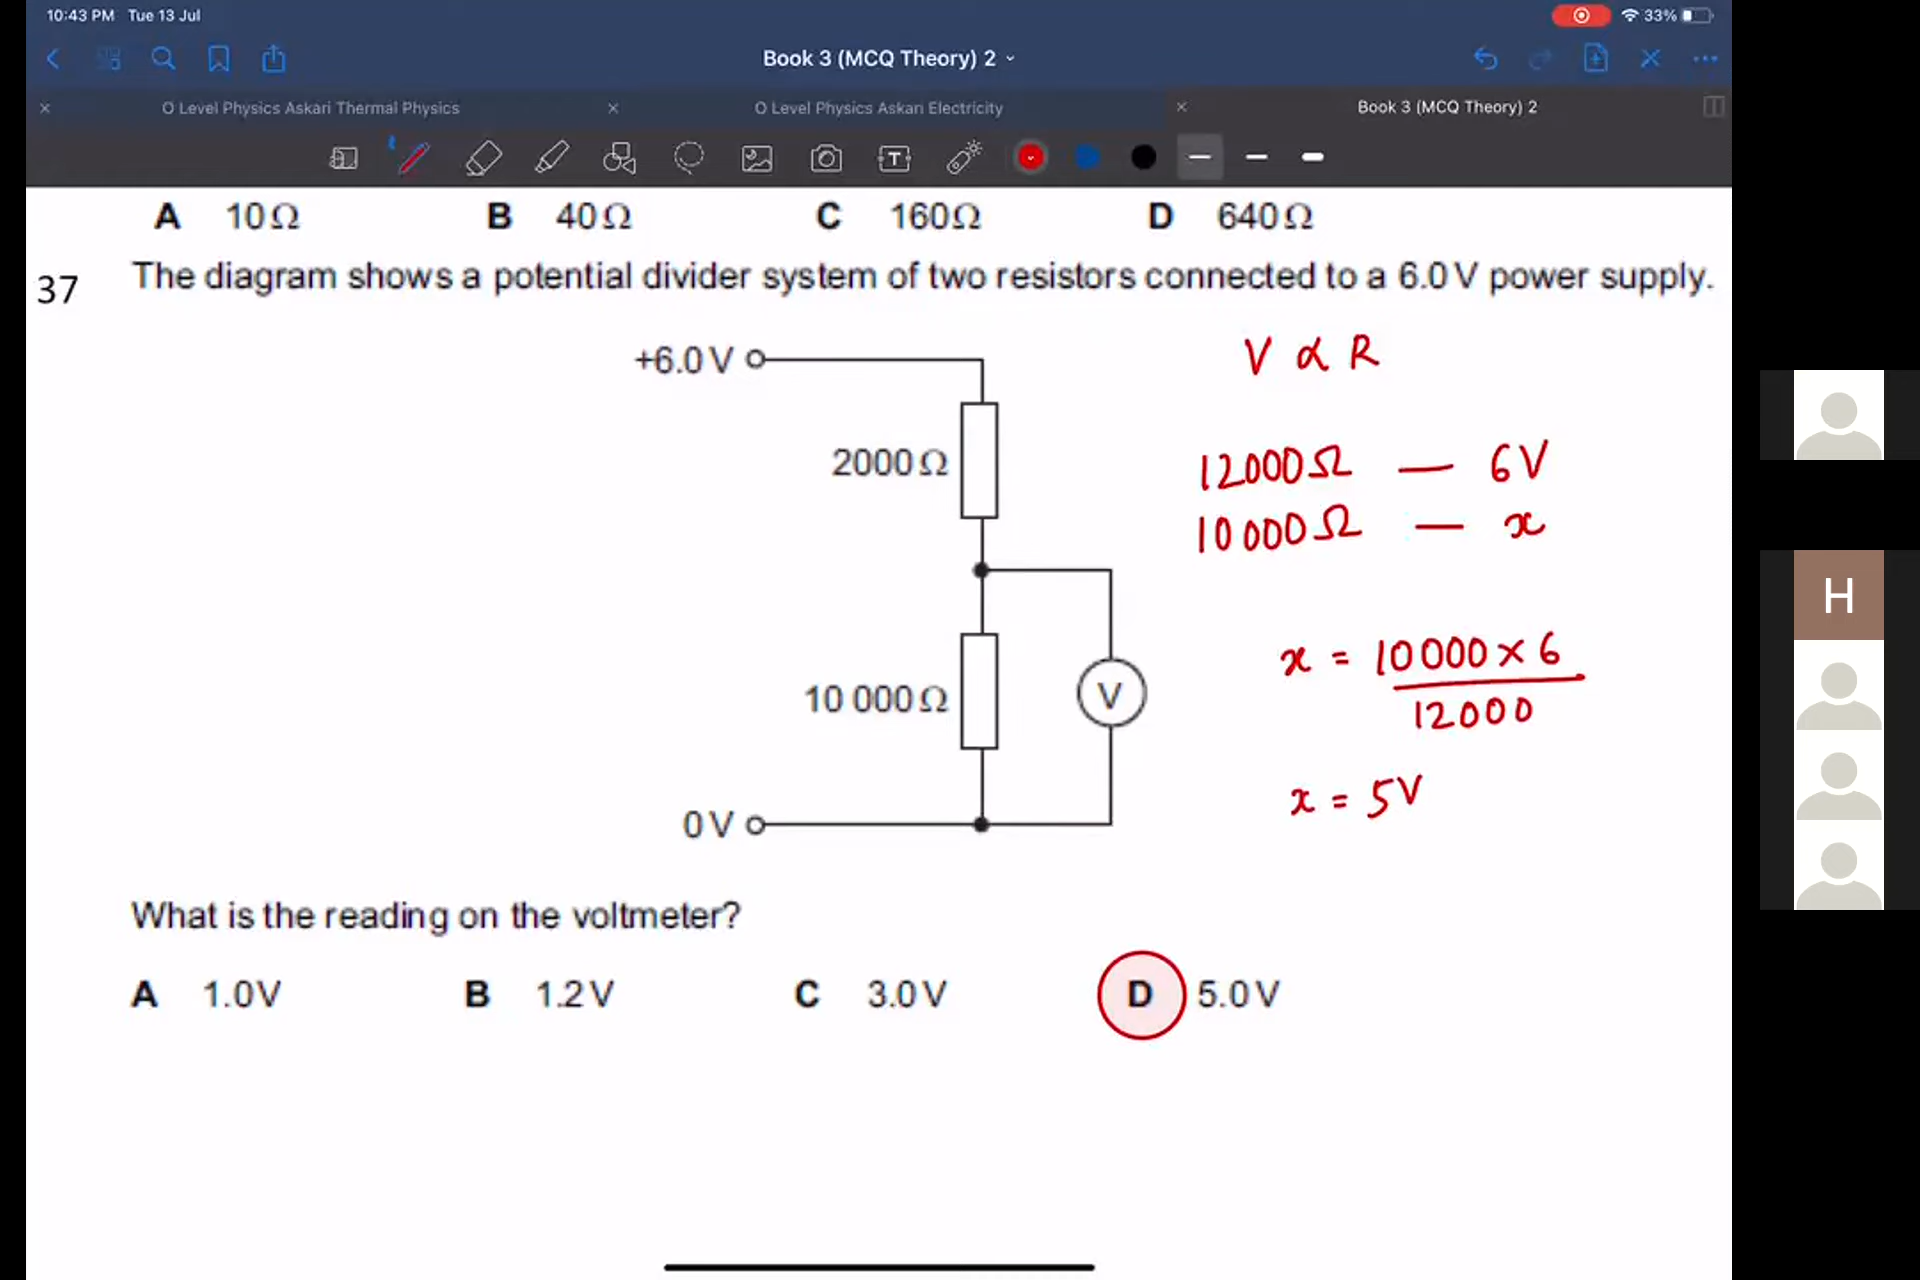 10:43 PM Tue 13 Jul
33%
Book 3 (MCQ Theory) 2
O Level Physics Askari Thermal Physics
O Level Physics Askari Electricity
Book 3 (MCQ Theory) 2
T
A 10Ω B 40Ω C 160Ω D 640Ω
37 The diagram shows a potential divider system of two resistors connected to a 6.0V power supply.
+6.0V
V ∝ R
2000Ω
12000Ω — 6V
10000Ω — x
10 000Ω
V
x = 10000 × 6
12000
x = 5V
0V
H
What is the reading on the voltmeter?
A 1.0V B 1.2V C 3.0V D 5.0V